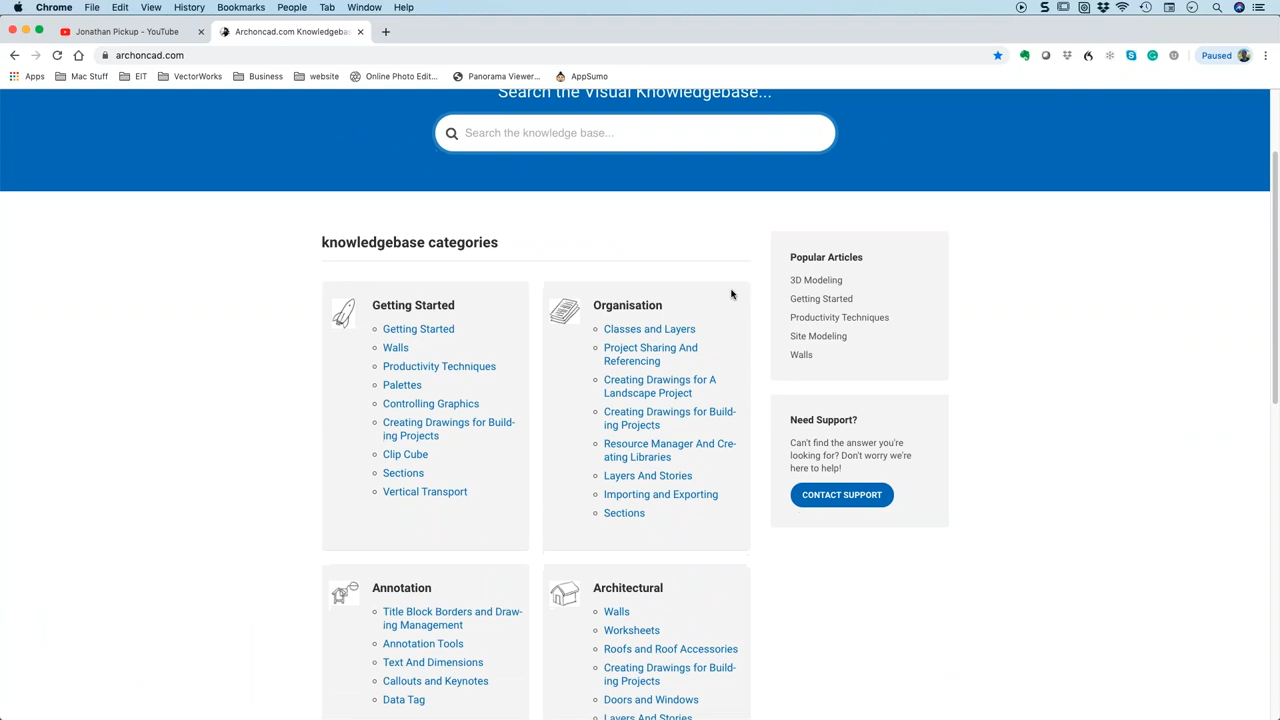 Chrome File Edit View History Bookmarks People Tab Window Help
Jonathan Pickup - YouTube
Archoncad.com Knowledgebas
archoncad.com
Paused
Apps
Mac Stuff
EIT
VectorWorks
Business
website
Online Photo Edit...
Panorama Viewer...
AppSumo
Search the Visual Knowledgebase...
Search the knowledge base...
knowledgebase categories
Getting Started
Getting Started
Walls
Productivity Techniques
Palettes
Controlling Graphics
Creating Drawings for Build-
ing Projects
Clip Cube
Sections
Vertical Transport
Organisation
Classes and Layers
Project Sharing And
Referencing
Creating Drawings for A
Landscape Project
Creating Drawings for Build-
ing Projects
Resource Manager And Cre-
ating Libraries
Layers And Stories
Importing and Exporting
Sections
Popular Articles
3D Modeling
Getting Started
Productivity Techniques
Site Modeling
Walls
Need Support?
Can't find the answer you're
looking for? Don't worry we're
here to help!
CONTACT SUPPORT
Annotation
Title Block Borders and Draw-
ing Management
Annotation Tools
Text And Dimensions
Callouts and Keynotes
Data Tag
Architectural
Walls
Worksheets
Roofs and Roof Accessories
Creating Drawings for Build-
ing Projects
Doors and Windows
Layers And Stories